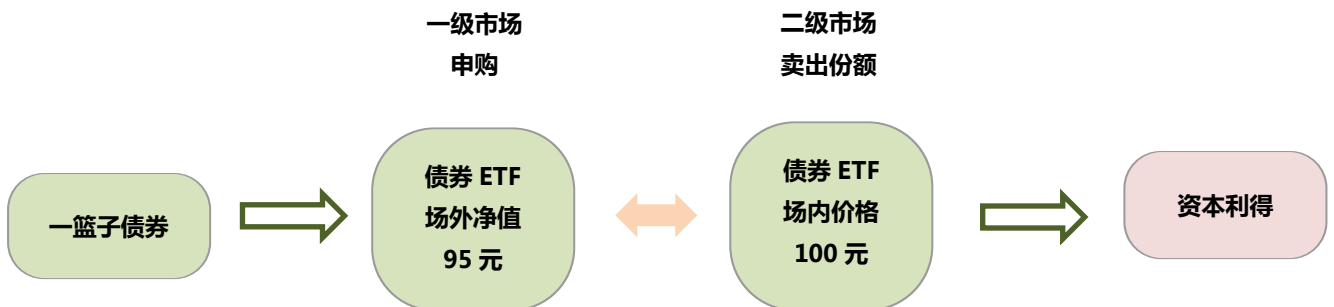 一级市场
申购
二级市场
卖出份额
一篮子债券
债券 ETF
场外净值
95 元
债券 ETF
场内价格
100 元
资本利得